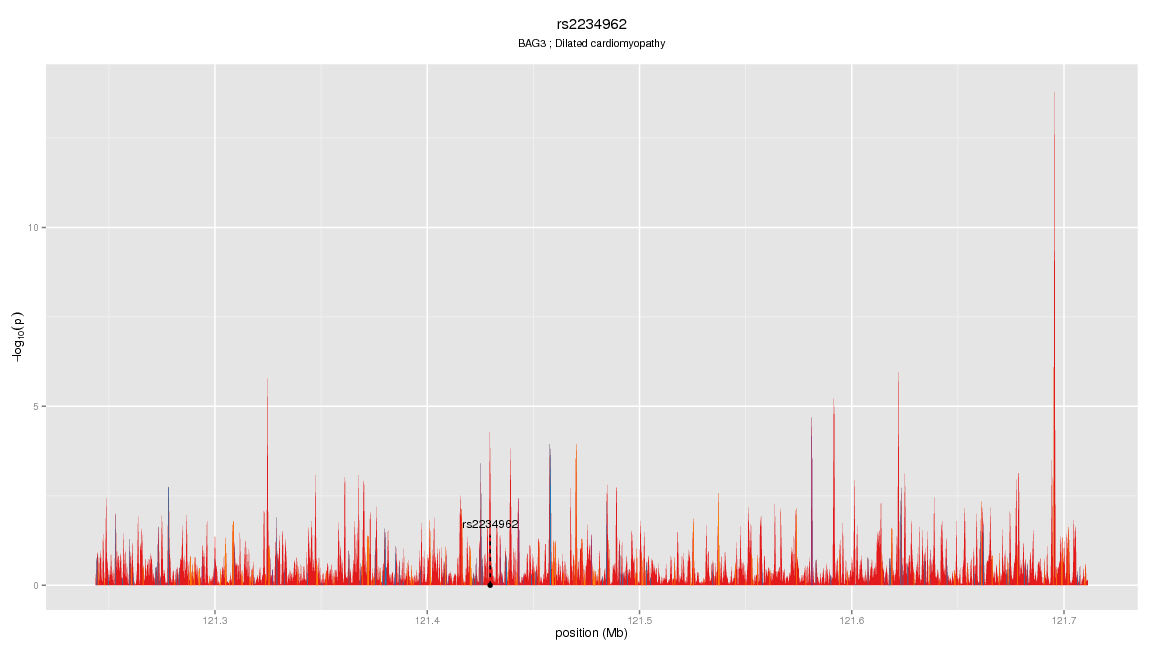 rs2234962
BAG3 ; Dilated cardiomyopathy
−log10(p)
10
5
0
rs2234962
121.3 121.4 121.5 121.6 121.7
position (Mb)